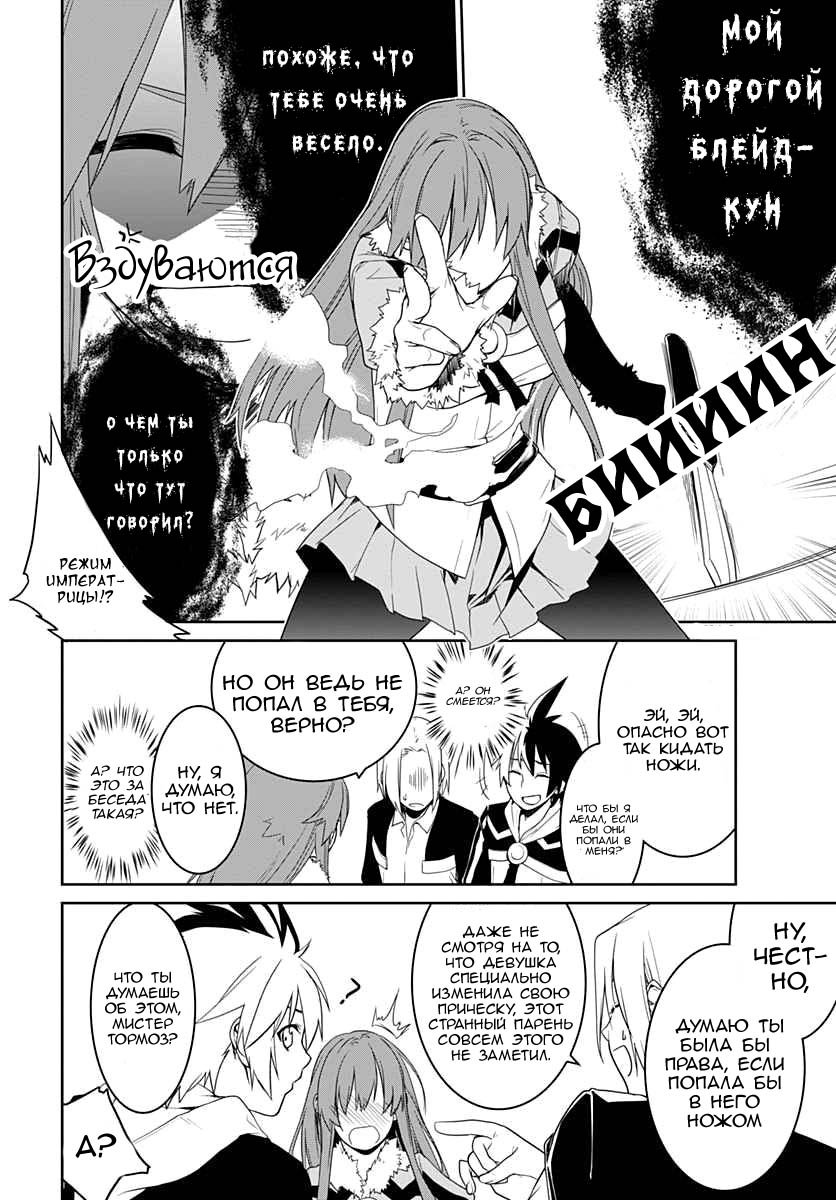 МОЙ
ДОРОГОЙ
БЛЕЙД-
КУН
ПОХОЖЕ, ЧТО
ТЕБЕ ОЧЕНЬ
ВЕСЕЛО.
Вздуваются
БИИИИИН
О ЧЕМ ТЫ
ТОЛЬКО
ЧТО ТУТ
ГОВОРИЛ?
РЕЖИМ
ИМПЕРАТ-
РИЦЫ!?
ЭЙ, ЭЙ,
ОПАСНО ВОТ
ТАК КИДАТЬ
НОЖИ.
ЧТО БЫ Я
ДЕЛАЛ, ЕСЛИ
БЫ ОНИ
ПОПАЛИ В
МЕНЯ?
А? ОН
СМЕЕТСЯ?
НО ОН ВЕДЬ НЕ
ПОПАЛ В ТЕБЯ,
ВЕРНО?
НУ, Я
ДУМАЮ,
ЧТО НЕТ.
А? ЧТО
ЭТО ЗА
БЕСЕДА
ТАКАЯ?
НУ,
ЧЕСТ-
НО,
ДУМАЮ ТЫ
БЫЛА БЫ
ПРАВА, ЕСЛИ
ПОПАЛА БЫ
В НЕГО
НОЖОМ
ДАЖЕ НЕ
СМОТРЯ НА ТО,
ЧТО ДЕВУШКА
СПЕЦИАЛЬНО
ИЗМЕНИЛА СВОЮ
ПРИЧЕСКУ, ЭТОТ
СТРАННЫЙ ПАРЕНЬ
СОВСЕМ ЭТОГО
НЕ ЗАМЕТИЛ.
?
ЧТО ТЫ
ДУМАЕШЬ
ОБ ЭТОМ,
МИСТЕР
ТОРМОЗ?
А?